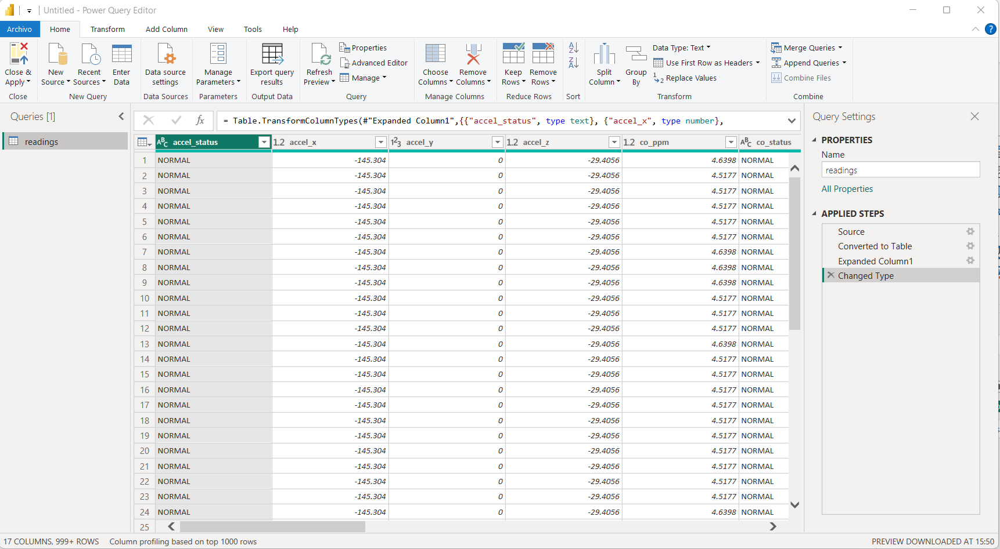 Untitled - Power Query Editor
Archivo Home Transform Add Column View Tools Help
Close & Apply
Close
New Source
Recent Sources
Enter Data
New Query
Data source settings
Data Sources
Manage Parameters
Parameters
Export query results
Output Data
Refresh Preview
Properties
Advanced Editor
Manage
Query
Choose Columns
Remove Columns
Manage Columns
Keep Rows
Remove Rows
Reduce Rows
Sort
Split Column
Group By
Data Type: Text
Use First Row as Headers
Replace Values
Transform
Merge Queries
Append Queries
Combine Files
Combine
Queries [1]
readings
= Table.TransformColumnTypes(#"Expanded Column1",{{"accel_status", type text}, {"accel_x", type number},
accel_status 1.2 accel_x 123 accel_y 1.2 accel_z 1.2 co_ppm ABC co_status
1 NORMAL -145.304 0 -29.4056 4.6398 NORMAL
2 NORMAL -145.304 0 -29.4056 4.5177 NORMAL
3 NORMAL -145.304 0 -29.4056 4.5177 NORMAL
4 NORMAL -145.304 0 -29.4056 4.5177 NORMAL
5 NORMAL -145.304 0 -29.4056 4.5177 NORMAL
6 NORMAL -145.304 0 -29.4056 4.5177 NORMAL
7 NORMAL -145.304 0 -29.4056 4.6398 NORMAL
8 NORMAL -145.304 0 -29.4056 4.6398 NORMAL
9 NORMAL -145.304 0 -29.4056 4.6398 NORMAL
10 NORMAL -145.304 0 -29.4056 4.5177 NORMAL
11 NORMAL -145.304 0 -29.4056 4.5177 NORMAL
12 NORMAL -145.304 0 -29.4056 4.5177 NORMAL
13 NORMAL -145.304 0 -29.4056 4.6398 NORMAL
14 NORMAL -145.304 0 -29.4056 4.5177 NORMAL
15 NORMAL -145.304 0 -29.4056 4.5177 NORMAL
16 NORMAL -145.304 0 -29.4056 4.5177 NORMAL
17 NORMAL -145.304 0 -29.4056 4.5177 NORMAL
18 NORMAL -145.304 0 -29.4056 4.5177 NORMAL
19 NORMAL -145.304 0 -29.4056 4.5177 NORMAL
20 NORMAL -145.304 0 -29.4056 4.5177 NORMAL
21 NORMAL -145.304 0 -29.4056 4.5177 NORMAL
22 NORMAL -145.304 0 -29.4056 4.5177 NORMAL
23 NORMAL -145.304 0 -29.4056 4.5177 NORMAL
24 NORMAL -145.304 0 -29.4056 4.6398 NORMAL
25
Query Settings
PROPERTIES
Name
readings
All Properties
APPLIED STEPS
Source
Converted to Table
Expanded Column1
Changed Type
17 COLUMNS, 999+ ROWS Column profiling based on top 1000 rows
PREVIEW DOWNLOADED AT 15:50